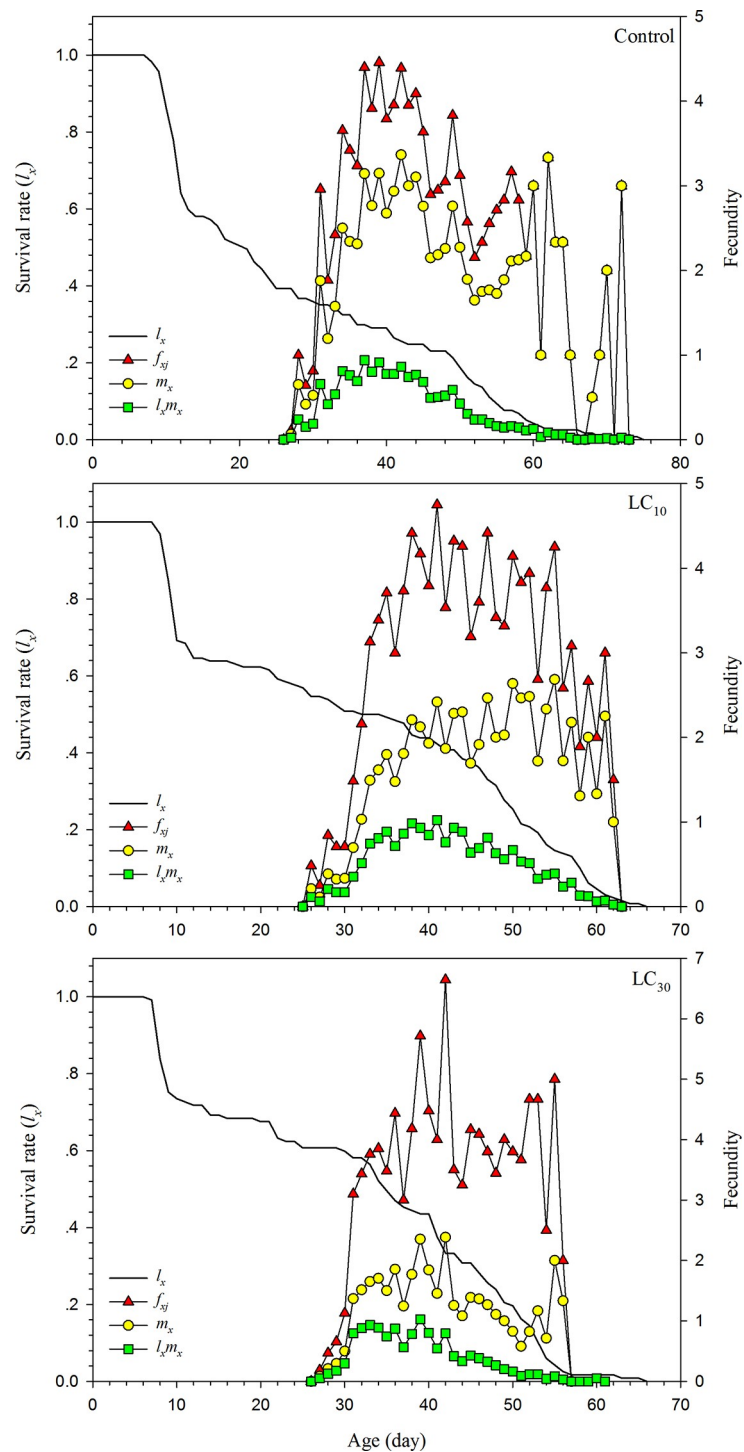 Control
5
1.0
4
.8
3
.6
2
.4
lx
fxj
1
.2
mx
lxmx
0.0
0
0
20
40
60
80
Survival rate (lx)
Fecundity
LC10
5
1.0
4
.8
3
.6
2
.4
lx
fxj
1
.2
mx
lxmx
0.0
0
0
10
20
30
40
50
60
70
Survival rate (lx)
Fecundity
LC30
7
1.0
6
.8
5
.6
4
3
.4
2
lx
fxj
.2
1
mx
lxmx
0.0
0
0
10
20
30
40
50
60
70
Survival rate (lx)
Fecundity
Age (day)